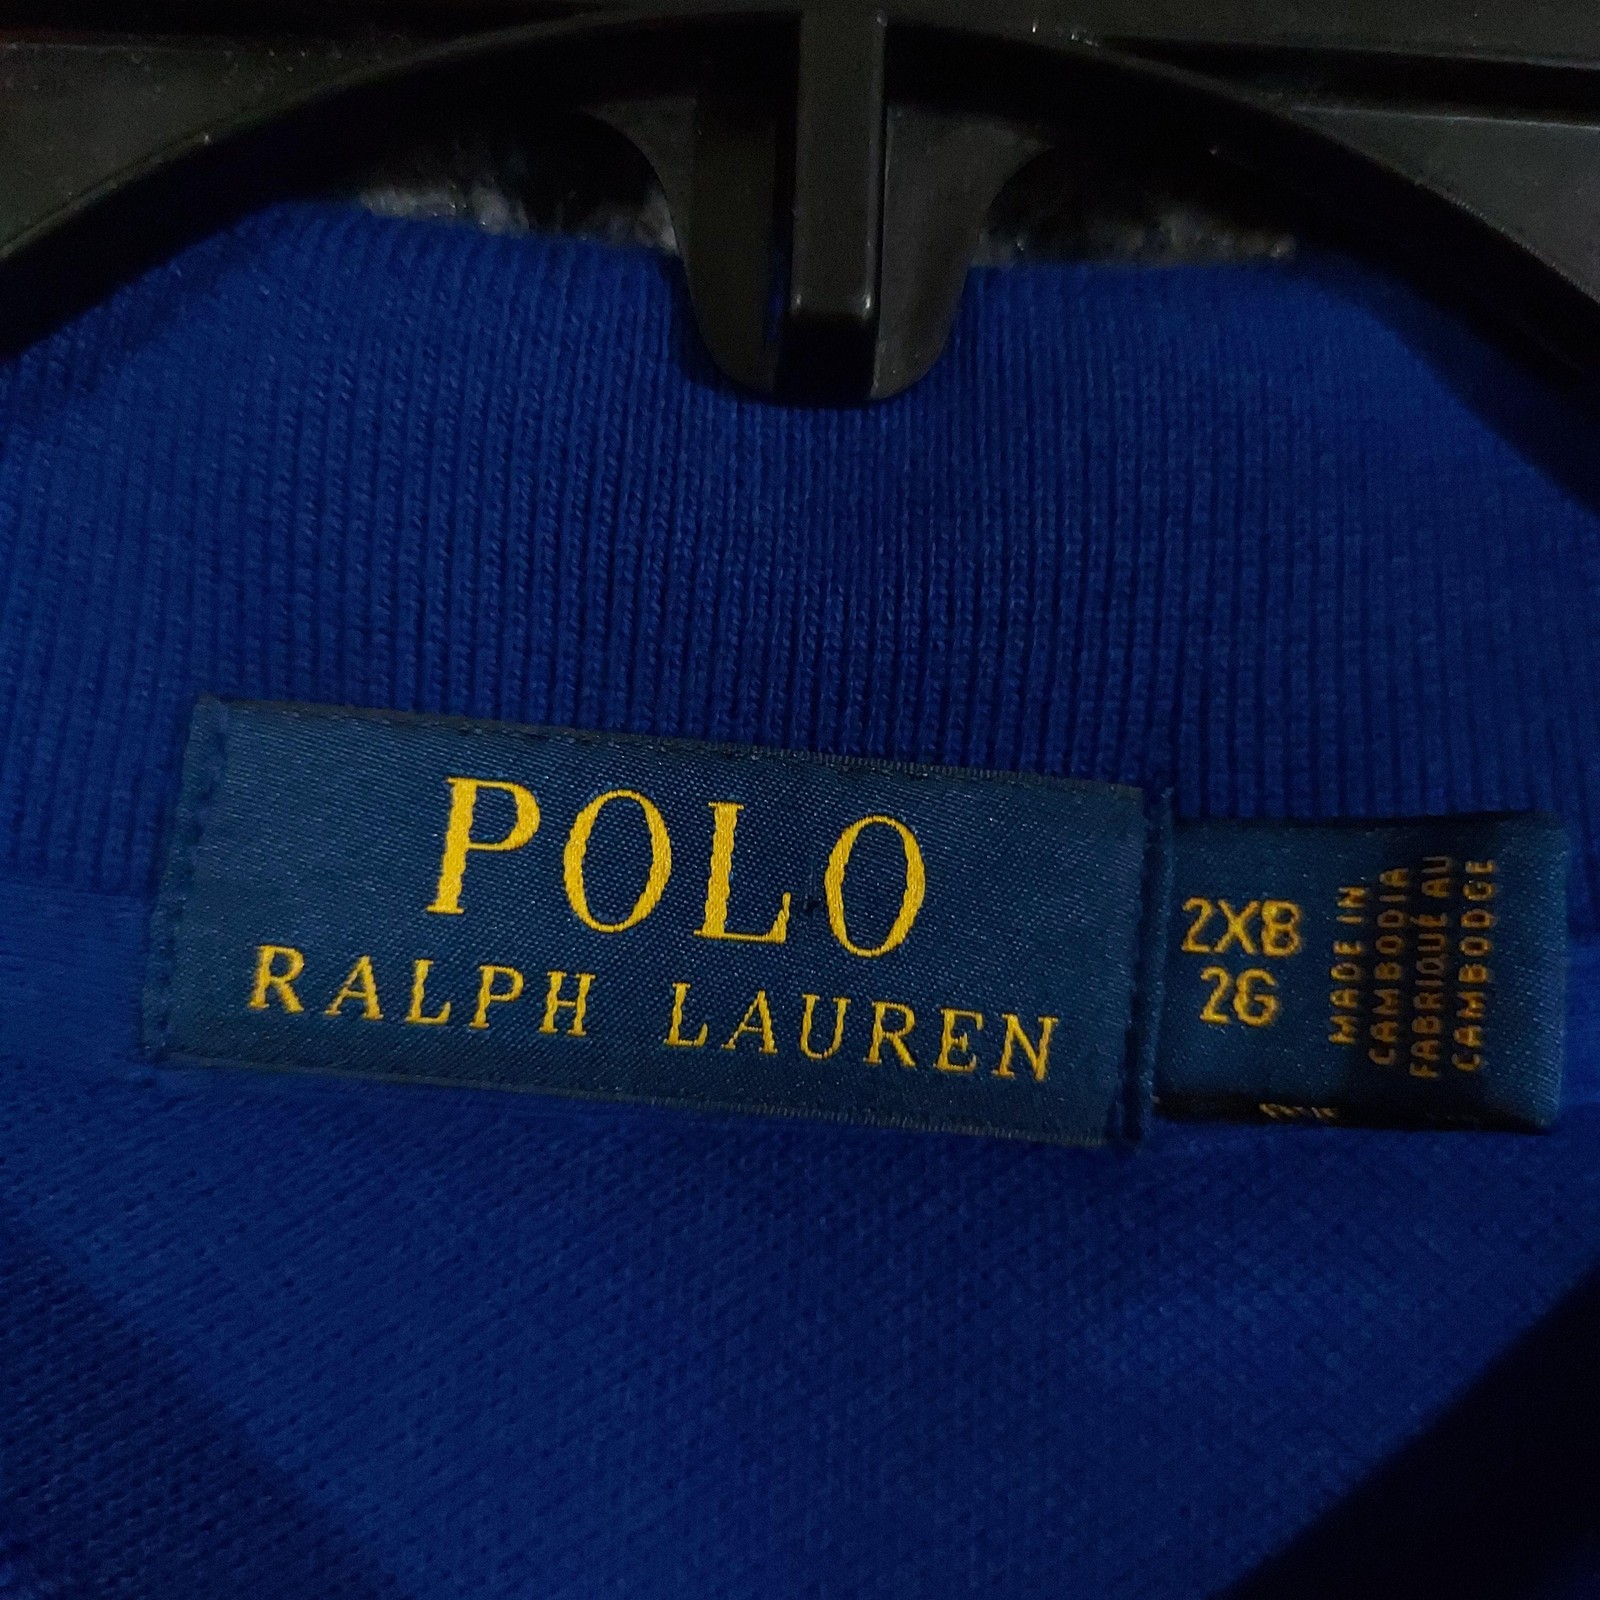 POLO
RALPH LAUREN
2XB
2G
MADE IN
CAMBODIA
FABRIQUÉ AU
CAMBODGE